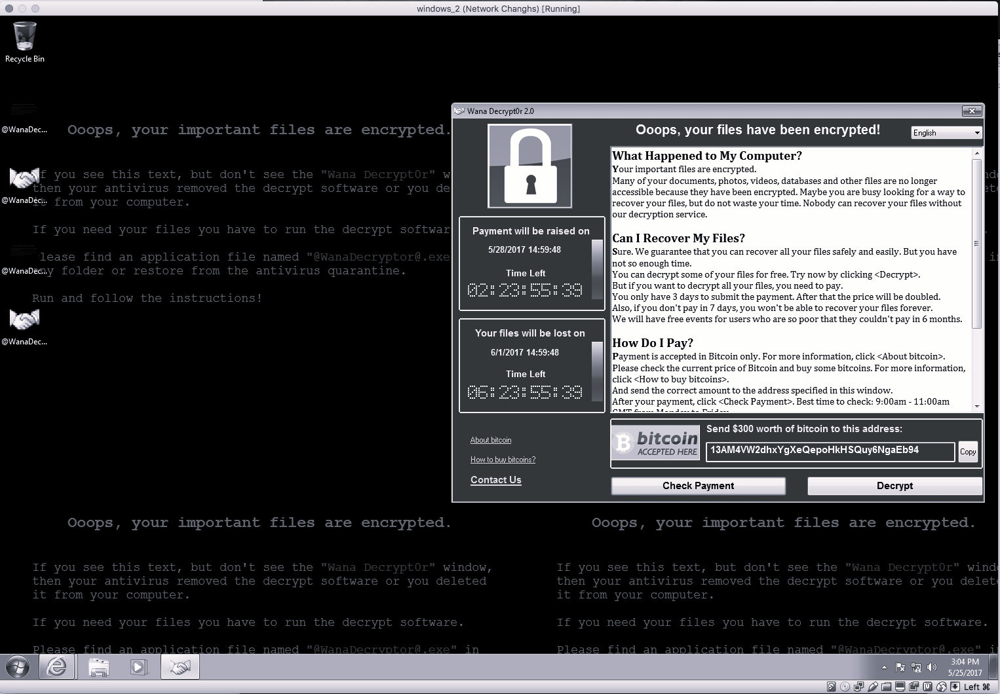 windows_2 (Network Changhs) [Running]
Recycle Bin
@WanaDec...
Ooops, your important files are encrypted.
If you see this text, but don't see the "Wana Decrypt0r" w
then your antivirus removed the decrypt software or you de
it from your computer.
@WanaDec...
If you need your files you have to run the decrypt softwar
lease find an application file named "@WanaDecryptor@.exe
ny folder or restore from the antivirus quarantine.
@WanaDec...
Run and follow the instructions!
@WanaDec...
Wana Decrypt0r 2.0
Ooops, your files have been encrypted!
English
Payment will be raised on
5/28/2017 14:59:48
Time Left
02:23:55:39
Your files will be lost on
6/1/2017 14:59:48
Time Left
06:23:55:39
About bitcoin
How to buy bitcoins?
Contact Us
What Happened to My Computer?
Your important files are encrypted.
Many of your documents, photos, videos, databases and other files are no longer
accessible because they have been encrypted. Maybe you are busy looking for a way to
recover your files, but do not waste your time. Nobody can recover your files without
our decryption service.
Can I Recover My Files?
Sure. We guarantee that you can recover all your files safely and easily. But you have
not so enough time.
You can decrypt some of your files for free. Try now by clicking <Decrypt>.
But if you want to decrypt all your files, you need to pay.
You only have 3 days to submit the payment. After that the price will be doubled.
Also, if you don't pay in 7 days, you won't be able to recover your files forever.
We will have free events for users who are so poor that they couldn't pay in 6 months.
How Do I Pay?
Payment is accepted in Bitcoin only. For more information, click <About bitcoin>.
Please check the current price of Bitcoin and buy some bitcoins. For more information,
click <How to buy bitcoins>.
And send the correct amount to the address specified in this window.
After your payment, click <Check Payment>. Best time to check: 9:00am - 11:00am
GMT from Monday to Friday.
bitcoin
ACCEPTED HERE
Send $300 worth of bitcoin to this address:
13AM4VW2dhxYgXeQepoHkHSQuy6NgaEb94
Copy
Check Payment
Decrypt
Ooops, your important files are encrypted.
If you see this text, but don't see the "Wana Decrypt0r" window,
then your antivirus removed the decrypt software or you deleted
it from your computer.
If you need your files you have to run the decrypt software.
Please find an application file named "@WanaDecryptor@.exe" in
Ooops, your important files are encrypted.
If you see this text, but don't see the "Wana Decrypt0r" windo
then your antivirus removed the decrypt software or you delete
it from your computer.
If you need your files you have to run the decrypt software.
Please find an application file named "@WanaDecryptor@.exe" in
3:04 PM
5/25/2017
Left ⌘